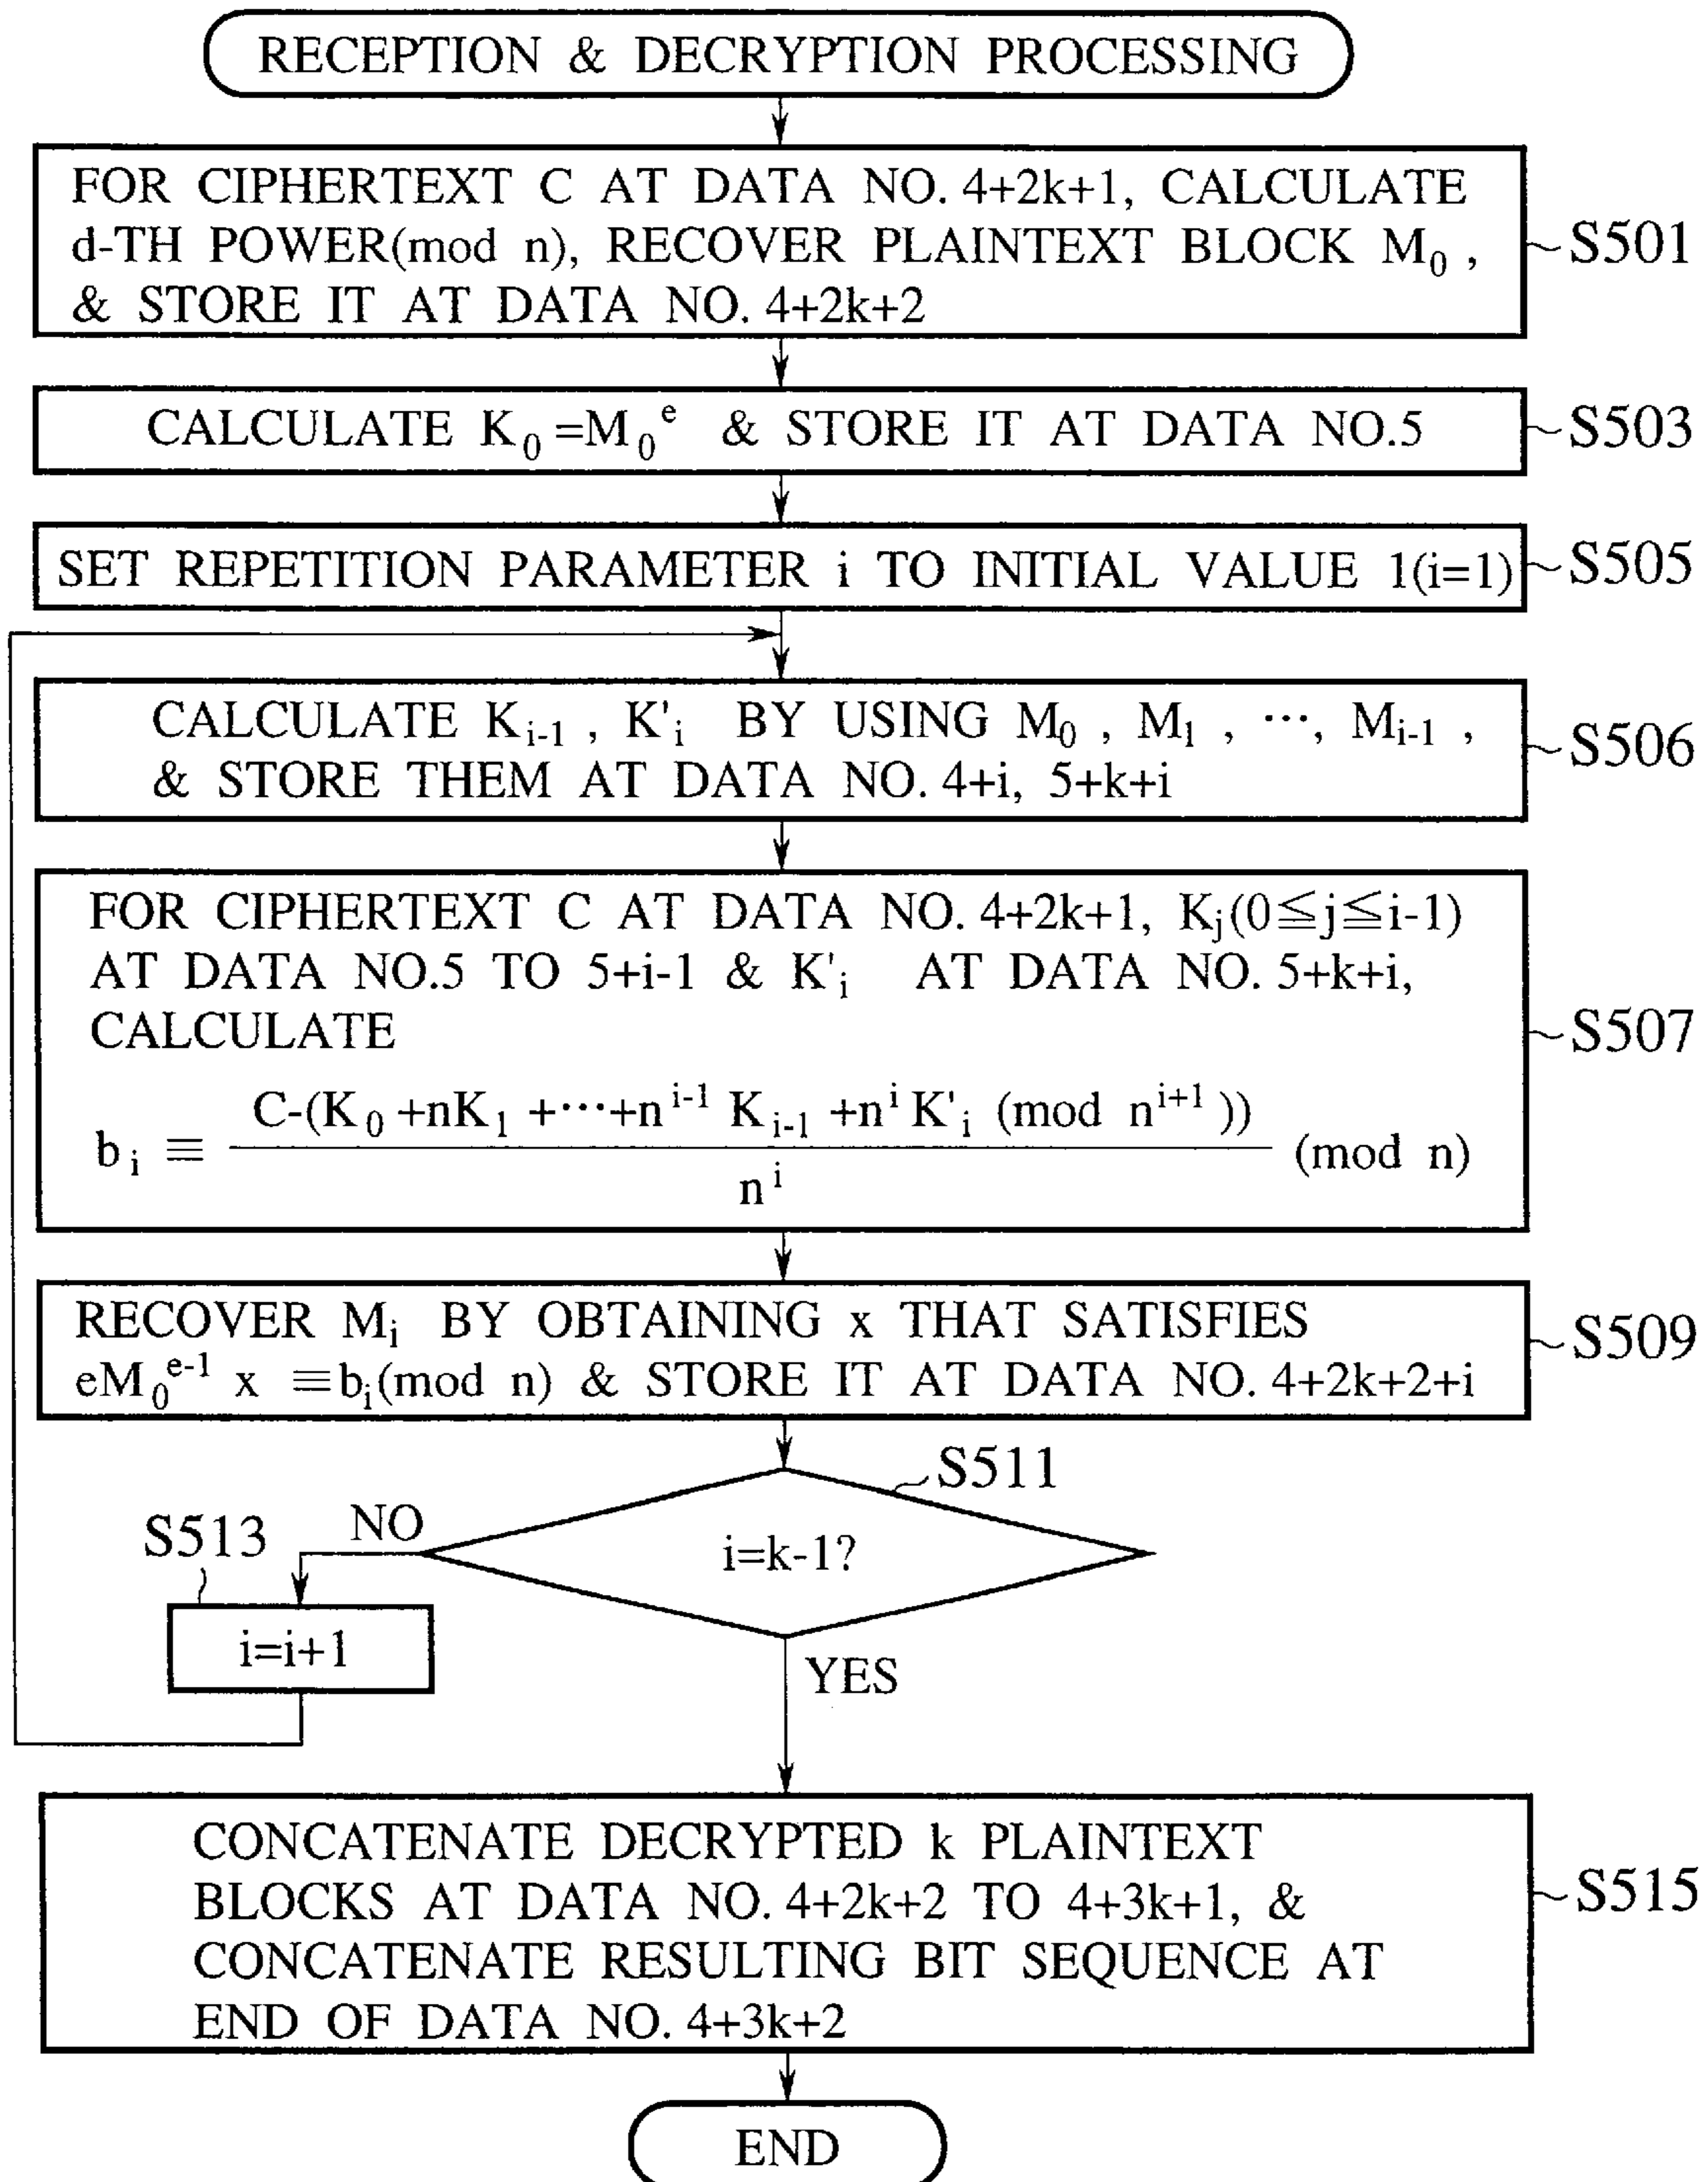 RECEPTION & DECRYPTION PROCESSING
FOR CIPHERTEXT C AT DATA NO. 4+2k+1, CALCULATE
d-TH POWER(mod n), RECOVER PLAINTEXT BLOCK M₀ ,
& STORE IT AT DATA NO. 4+2k+2
S501
CALCULATE K₀ =M₀ᵉ & STORE IT AT DATA NO.5
S503
SET REPETITION PARAMETER i TO INITIAL VALUE 1(i=1)
S505
CALCULATE Kᵢ₋₁ , K'ᵢ BY USING M₀ , M₁ , ···, Mᵢ₋₁ ,
& STORE THEM AT DATA NO. 4+i, 5+k+i
S506
FOR CIPHERTEXT C AT DATA NO. 4+2k+1, Kⱼ(0≦j≦i-1)
AT DATA NO.5 TO 5+i-1 & K'ᵢ AT DATA NO. 5+k+i,
CALCULATE
S507
C-(K₀ +nK₁ +···+nⁱ⁻¹ Kᵢ₋₁ +nⁱ K'ᵢ (mod nⁱ⁺¹ ))
bᵢ ≡ (mod n)
nⁱ
RECOVER Mᵢ BY OBTAINING x THAT SATISFIES
eM₀ᵉ⁻¹ x ≡bᵢ(mod n) & STORE IT AT DATA NO. 4+2k+2+i
S509
S511
NO
S513
i=k-1?
i=i+1
YES
CONCATENATE DECRYPTED k PLAINTEXT
BLOCKS AT DATA NO. 4+2k+2 TO 4+3k+1, &
CONCATENATE RESULTING BIT SEQUENCE AT
END OF DATA NO. 4+3k+2
S515
END